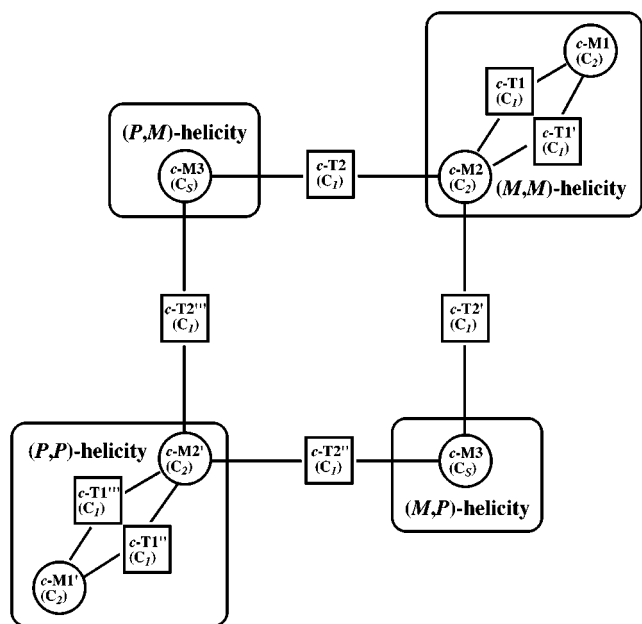 c-M1
(C2)
c-T1
(C1)
c-T1'
(C1)
(P,M)-helicity
c-M3
(CS)
c-T2
(C1)
c-M2
(C2)
(M,M)-helicity
c-T2'''
(C1)
c-T2'
(C1)
(P,P)-helicity
c-M2'
(C2)
c-T2''
(C1)
c-M3
(CS)
c-T1'''
(C1)
(M,P)-helicity
c-T1''
(C1)
c-M1'
(C2)